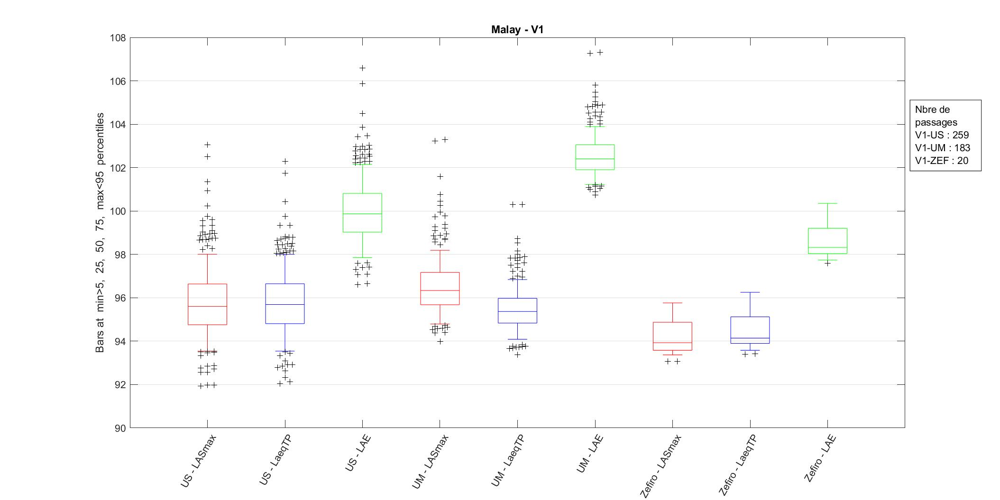 Malay - V1
108
106
104
102
100
98
96
94
92
90
Bars at min>5, 25, 50, 75, max<95 percentiles
US - LASmax
US - LaeqTP
US - LAE
UM - LASmax
UM - LaeqTP
UM - LAE
Zefiro - LASmax
Zefiro - LaeqTP
Zefiro - LAE
Nbre de
passages
V1-US : 259
V1-UM : 183
V1-ZEF : 20